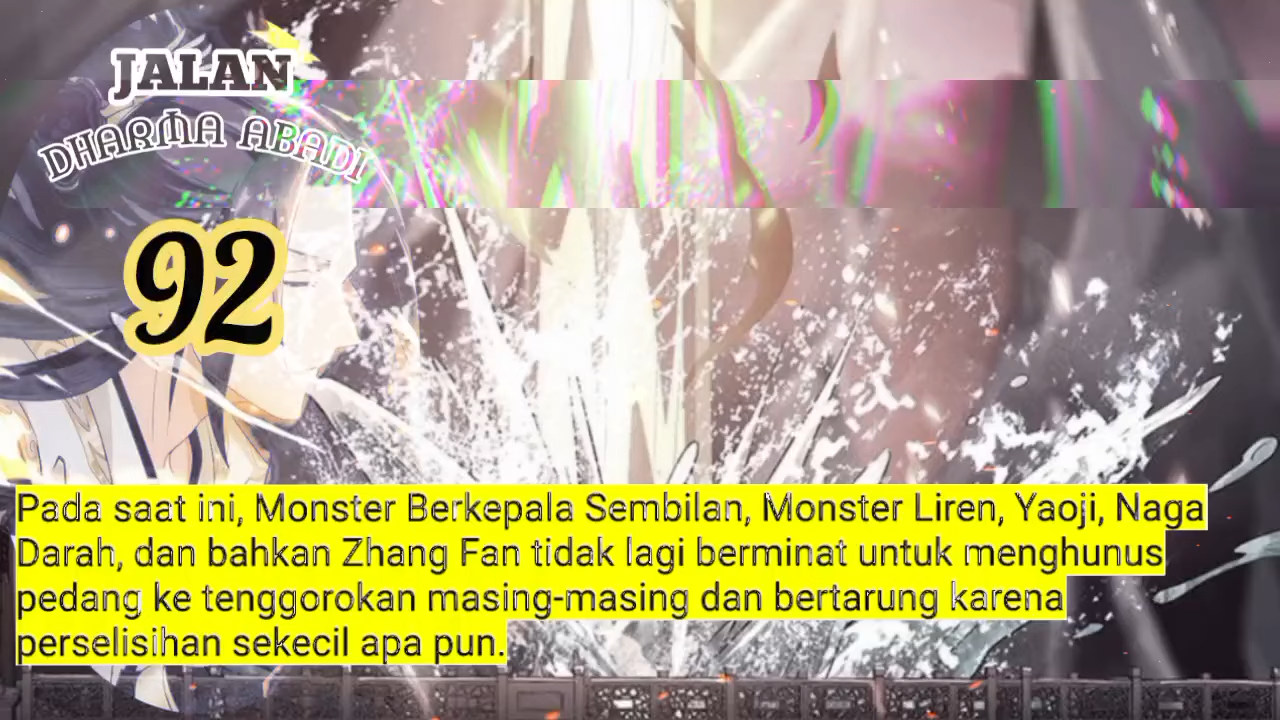 JALAN
DHARMA ABADI
92
Pada saat ini, Monster Berkepala Sembilan, Monster Liren, Yaoji, Naga
Darah, dan bahkan Zhang Fan tidak lagi berminat untuk menghunus
pedang ke tenggorokan masing-masing dan bertarung karena
perselisihan sekecil apa pun.